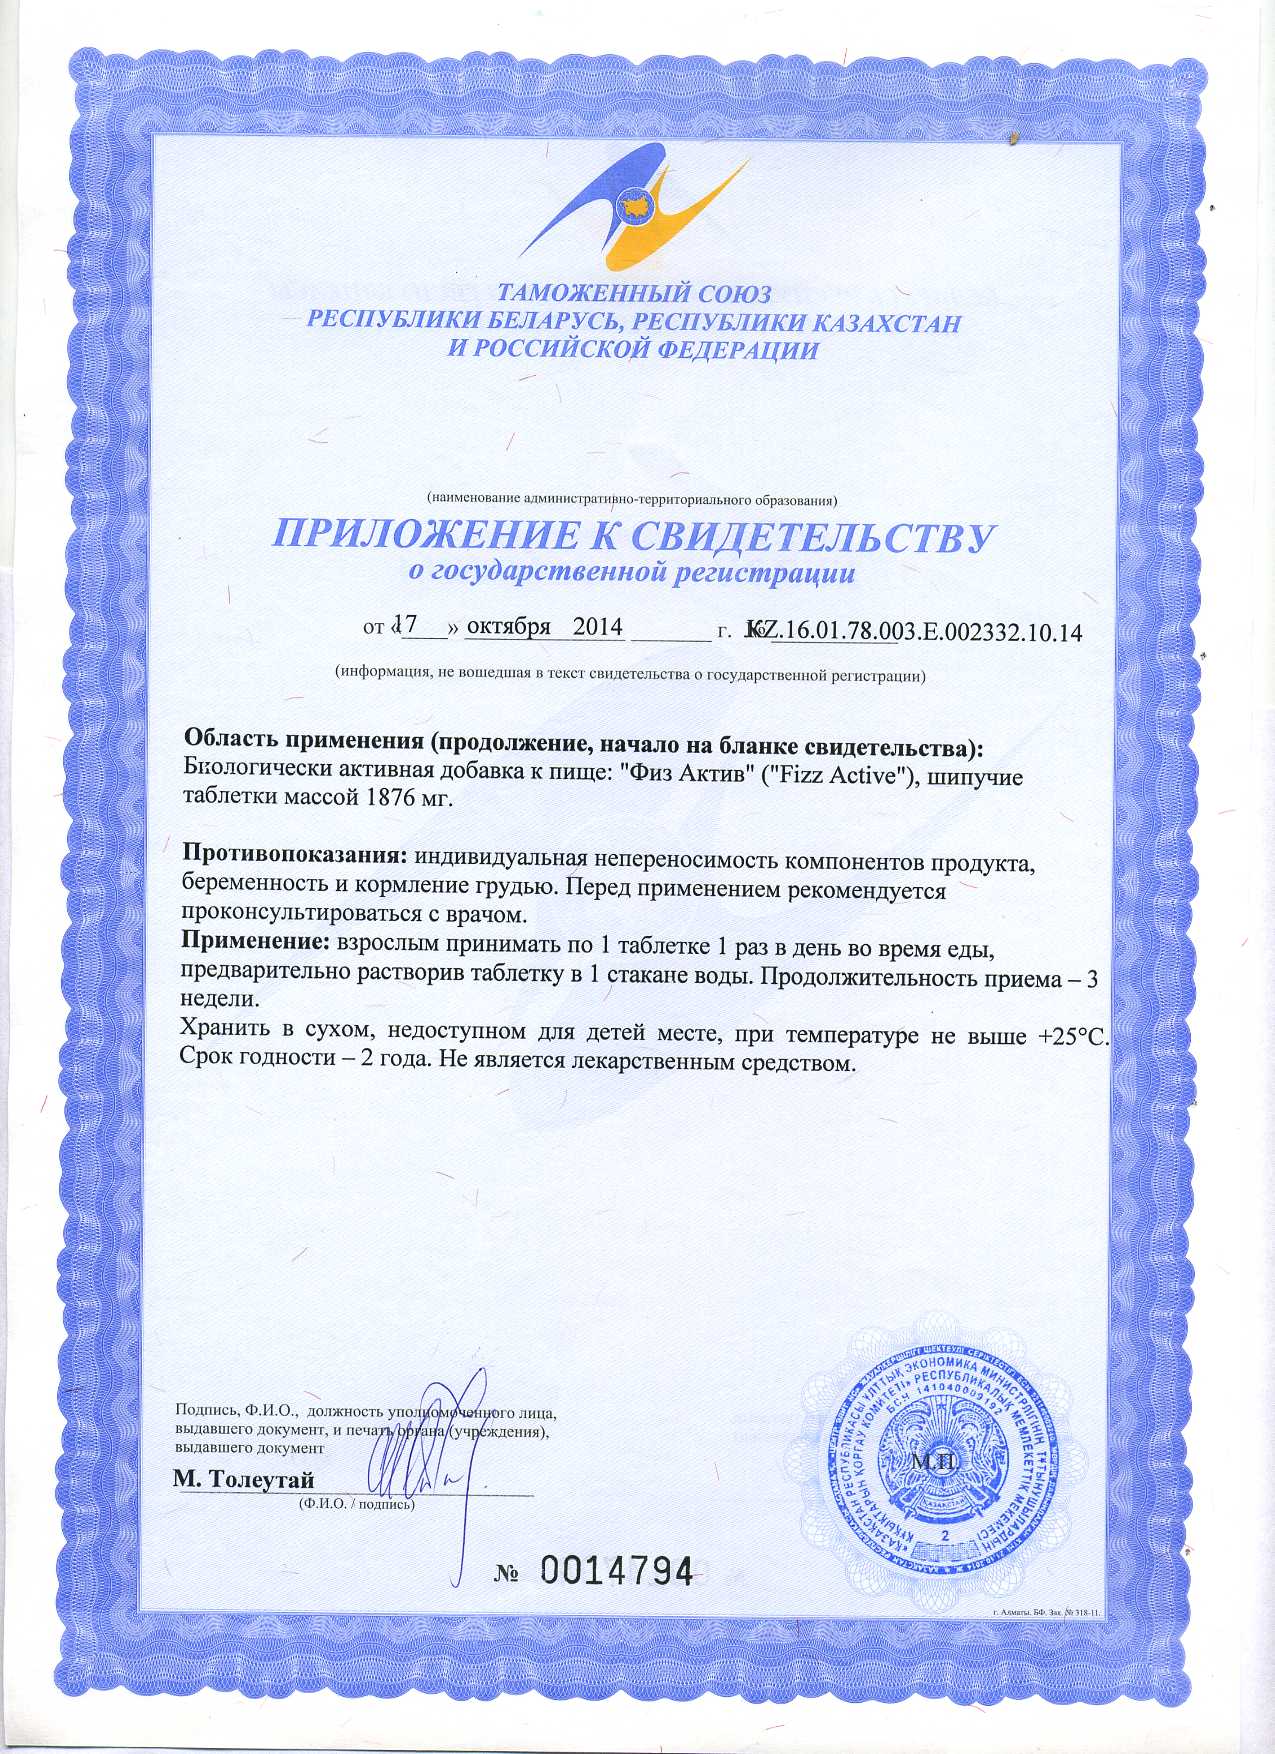 ТАМОЖЕННЫЙ СОЮЗ
РЕСПУБЛИКИ БЕЛАРУСЬ, РЕСПУБЛИКИ КАЗАХСТАН
И РОССИЙСКОЙ ФЕДЕРАЦИИ
(наименование административно-территориального образования)
ПРИЛОЖЕНИЕ К СВИДЕТЕЛЬСТВУ
о государственной регистрации
от «17» октября 2014 г. № KZ.16.01.78.003.E.002332.10.14
(информация, не вошедшая в текст свидетельства о государственной регистрации)
Область применения (продолжение, начало на бланке свидетельства):
Биологически активная добавка к пище: "Физ Актив" ("Fizz Active"), шипучие
таблетки массой 1876 мг.
Противопоказания: индивидуальная непереносимость компонентов продукта,
беременность и кормление грудью. Перед применением рекомендуется
проконсультироваться с врачом.
Применение: взрослым принимать по 1 таблетке 1 раз в день во время еды,
предварительно растворив таблетку в 1 стакане воды. Продолжительность приема – 3
недели.
Хранить в сухом, недоступном для детей месте, при температуре не выше +25°С.
Срок годности – 2 года. Не является лекарственным средством.
Подпись, Ф.И.О., должность уполномоченного лица,
выдавшего документ, и печать органа (учреждения),
выдавшего документ
М. Толеутай
(Ф.И.О. / подпись)
М.П.
ҚАЗАҚСТАН
2
№ 0014794
г. Алматы. БФ. Зак. № 318-11.